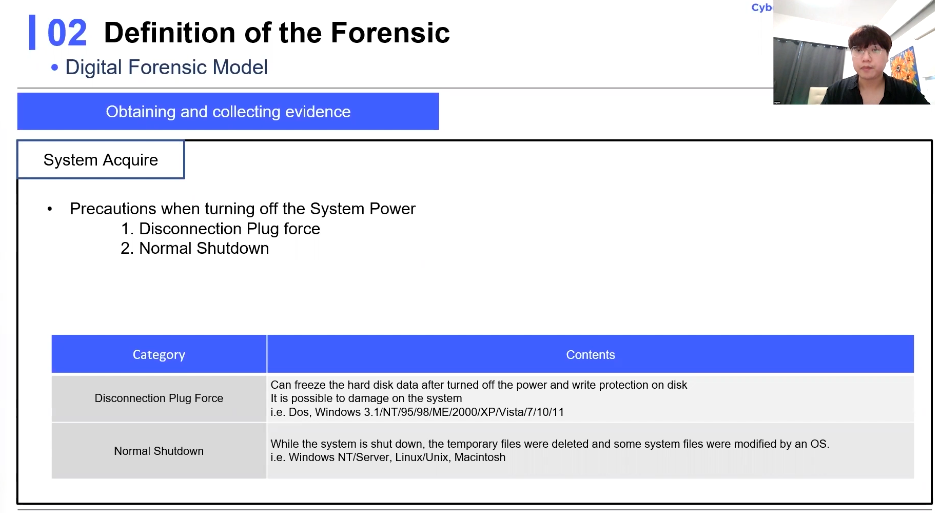 02 Definition of the Forensic
• Digital Forensic Model
Obtaining and collecting evidence
System Acquire
• Precautions when turning off the System Power
1. Disconnection Plug force
2. Normal Shutdown
Category Contents
Disconnection Plug Force
Can freeze the hard disk data after turned off the power and write protection on disk
It is possible to damage on the system
i.e. Dos, Windows 3.1/NT/95/98/ME/2000/XP/Vista/7/10/11
Normal Shutdown
While the system is shut down, the temporary files were deleted and some system files were modified by an OS.
i.e. Windows NT/Server, Linux/Unix, Macintosh